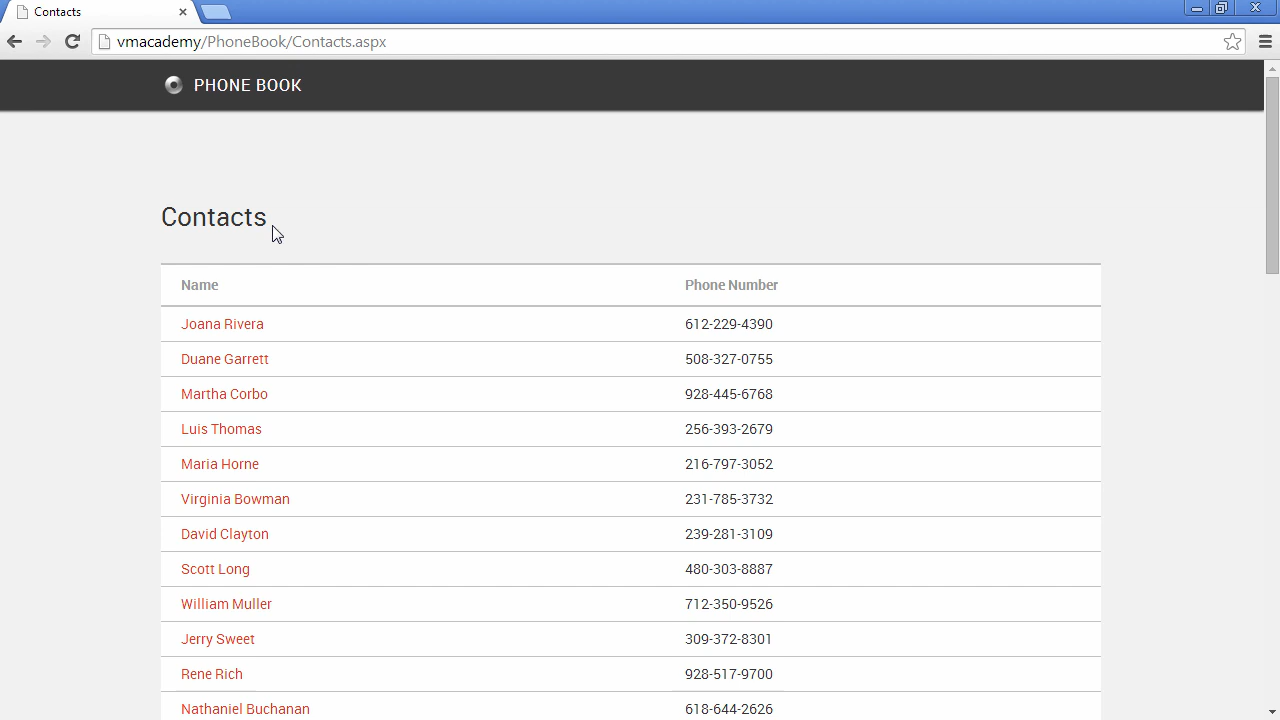 Contacts
vmacademy/PhoneBook/Contacts.aspx
PHONE BOOK
Contacts
Name Phone Number
Joana Rivera 612-229-4390
Duane Garrett 508-327-0755
Martha Corbo 928-445-6768
Luis Thomas 256-393-2679
Maria Horne 216-797-3052
Virginia Bowman 231-785-3732
David Clayton 239-281-3109
Scott Long 480-303-8887
William Muller 712-350-9526
Jerry Sweet 309-372-8301
Rene Rich 928-517-9700
Nathaniel Buchanan 618-644-2626